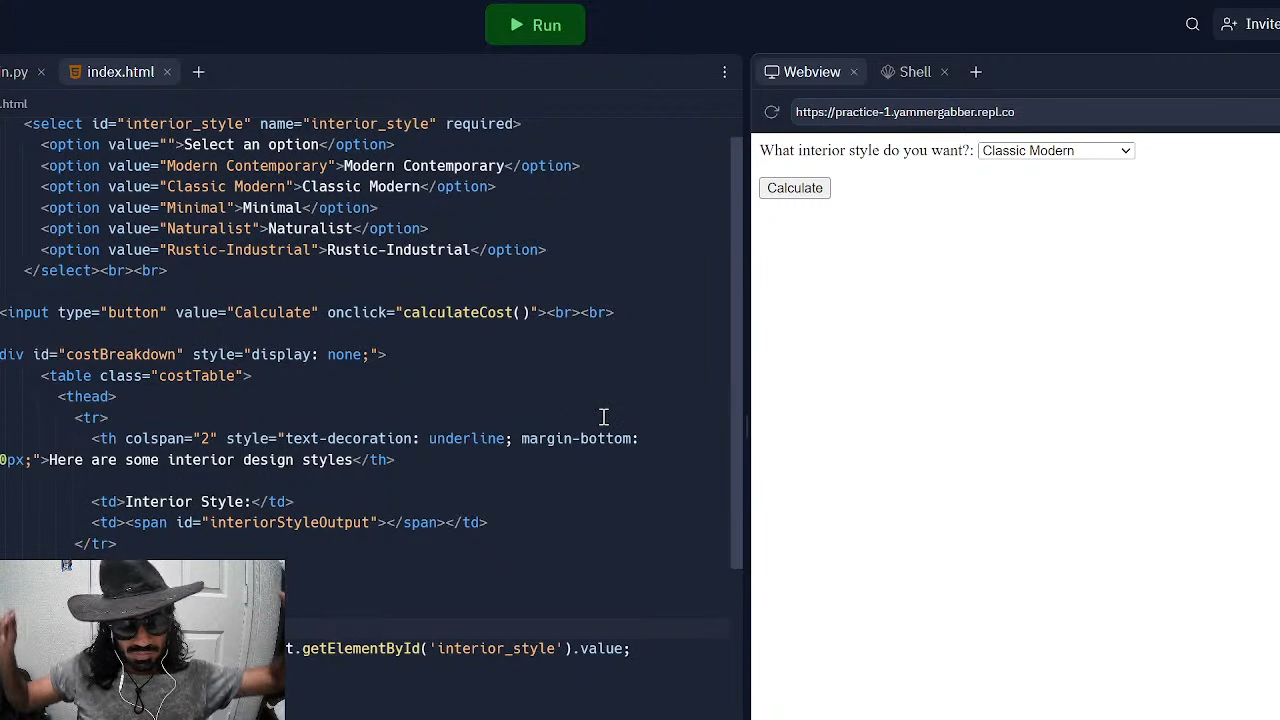 Run
Invite
n.py
index.html
Webview
Shell
.html
https://practice-1.yammergabber.repl.co
<select id="interior_style" name="interior_style" required>
<option value="">Select an option</option>
<option value="Modern Contemporary">Modern Contemporary</option>
<option value="Classic Modern">Classic Modern</option>
<option value="Minimal">Minimal</option>
<option value="Naturalist">Naturalist</option>
<option value="Rustic-Industrial">Rustic-Industrial</option>
</select><br><br>
<input type="button" value="Calculate" onclick="calculateCost()"><br><br>
div id="costBreakdown" style="display: none;">
<table class="costTable">
<thead>
<tr>
<th colspan="2" style="text-decoration: underline; margin-bottom:
0px;">Here are some interior design styles</th>
<td>Interior Style:</td>
<td><span id="interiorStyleOutput"></span></td>
</tr>
t.getElementById('interior_style').value;
What interior style do you want?: Classic Modern
Calculate